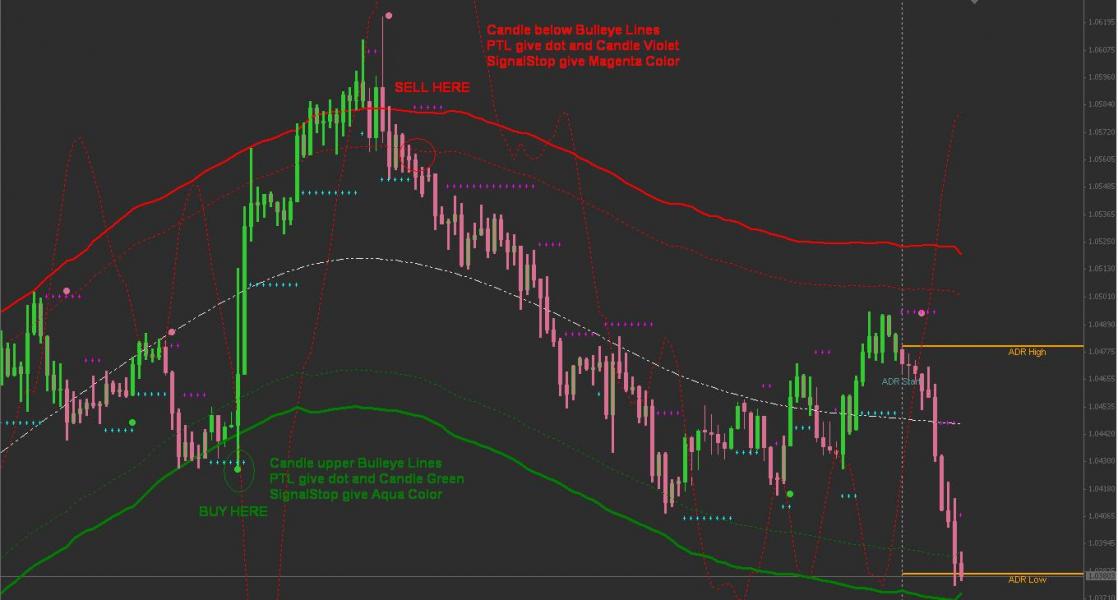 Candle below Bulleye Lines
PTL give dot and Candle Violet
SignalStop give Magenta Color
SELL HERE
Candle upper Bulleye Lines
PTL give dot and Candle Green
SignalStop give Aqua Color
BUY HERE
ADR High
ADR Start
ADR Low
1.06195
1.06075
1.05960
1.05840
1.05720
1.05605
1.05485
1.05365
1.05250
1.05130
1.05010
1.04890
1.04775
1.04655
1.04535
1.04420
1.04300
1.04180
1.04065
1.03945
1.03710